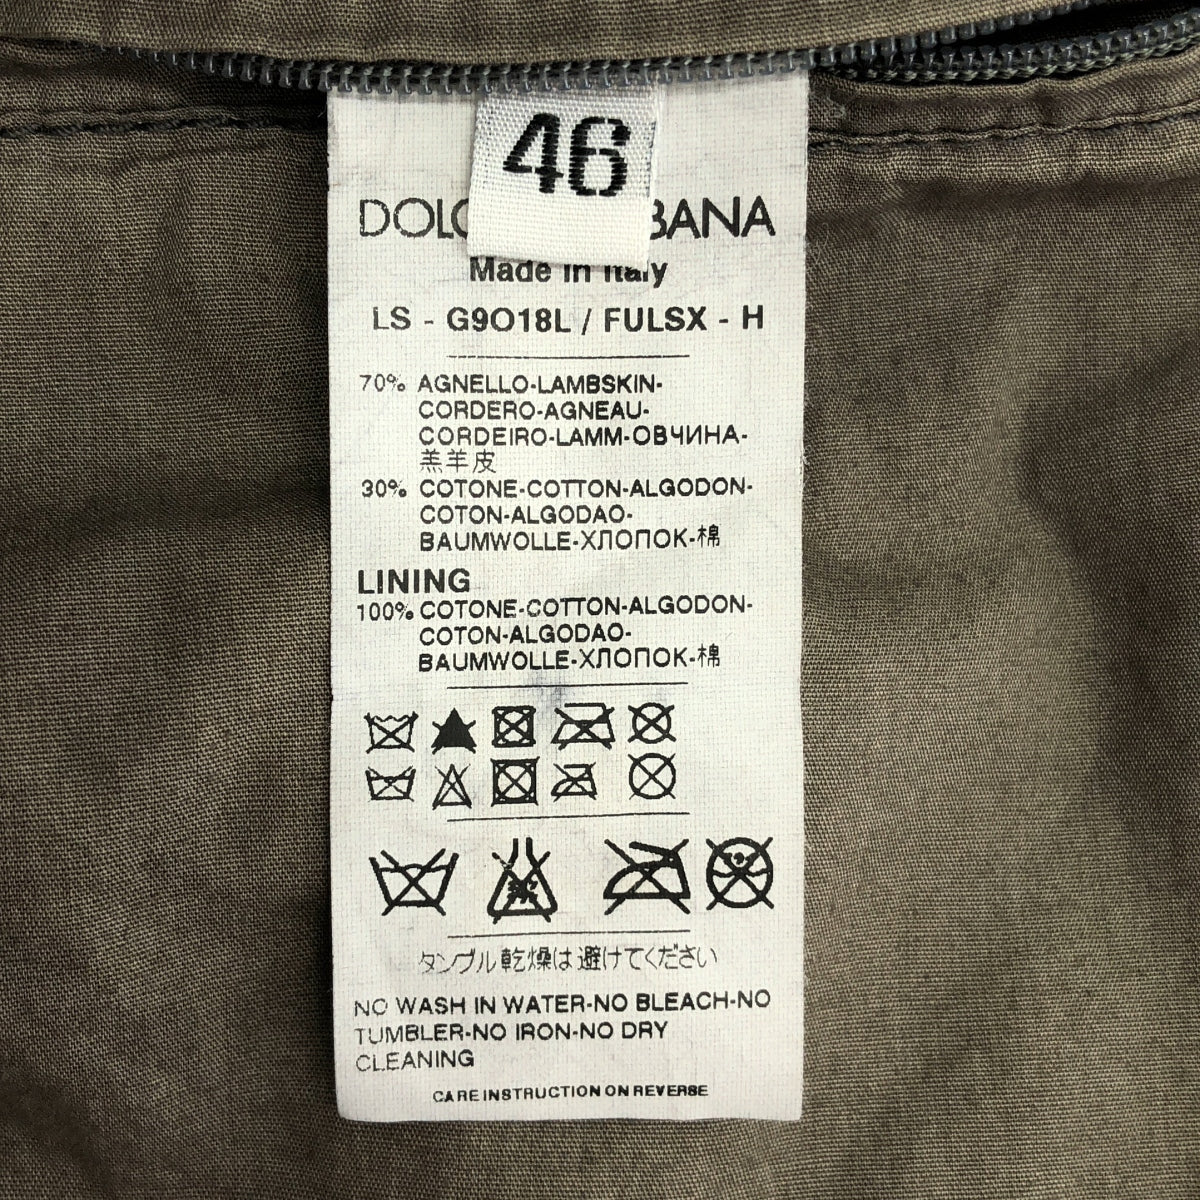 46
DOLC BANA
Made in Italy
LS - G9O18L / FULSX - H
70% AGNELLO-LAMBSKIN-
CORDERO-AGNEAU-
CORDEIRO-LAMM-ОВЧИНА-
羔羊皮
30% COTONE-COTTON-ALGODON-
COTON-ALGODAO-
BAUMWOLLE-ХЛОПОК-棉
LINING
100% COTONE-COTTON-ALGODON-
COTON-ALGODAO-
BAUMWOLLE-ХЛОПОК-棉
タンブル乾燥は避けてください
NO WASH IN WATER-NO BLEACH-NO
TUMBLER-NO IRON-NO DRY
CLEANING
CARE INSTRUCTION ON REVERSE